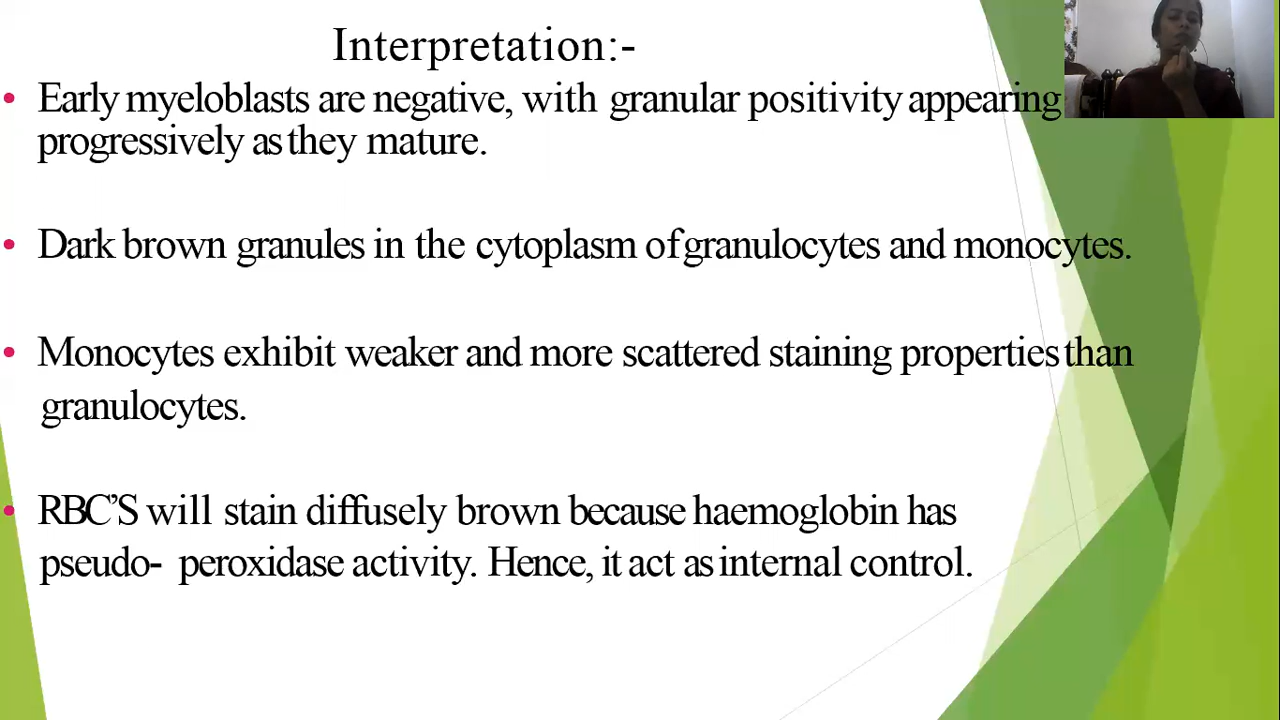 Interpretation:-
• Early myeloblasts are negative, with granular positivity appearing
progressively as they mature.
• Dark brown granules in the cytoplasm of granulocytes and monocytes.
• Monocytes exhibit weaker and more scattered staining properties than
granulocytes.
• RBC'S will stain diffusely brown because haemoglobin has
pseudo- peroxidase activity. Hence, it act as internal control.